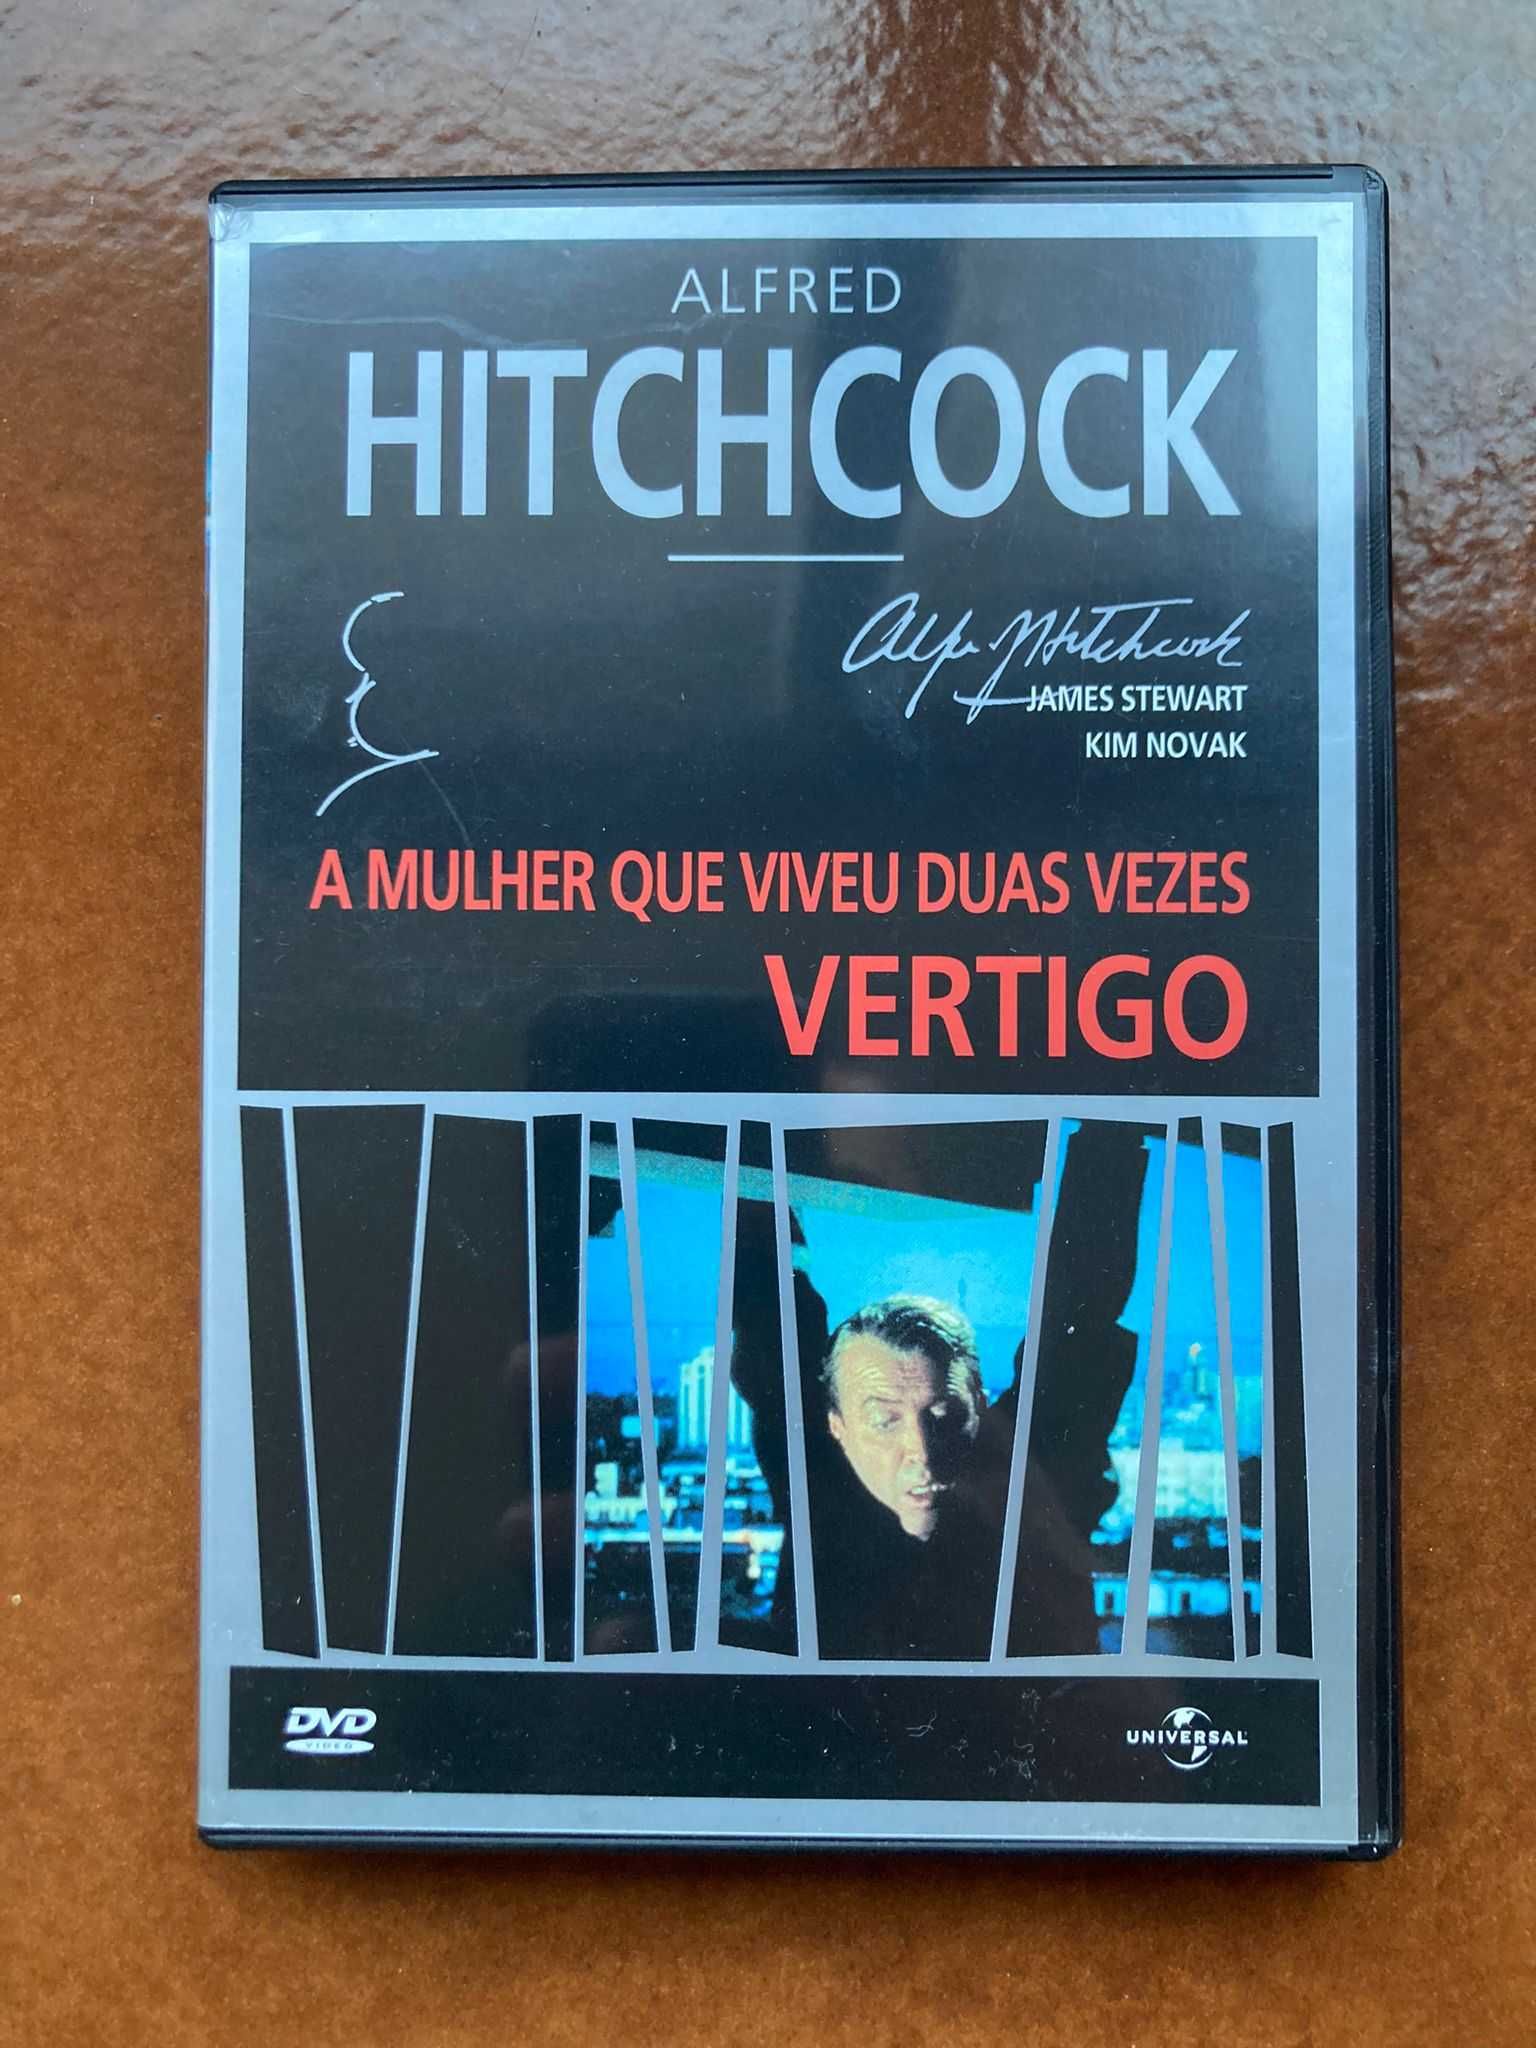 ALFRED
HITCHCOCK
Alfred Hitchcock
JAMES STEWART
KIM NOVAK
A MULHER QUE VIVEU DUAS VEZES
VERTIGO
DVD
VIDEO
UNIVERSAL